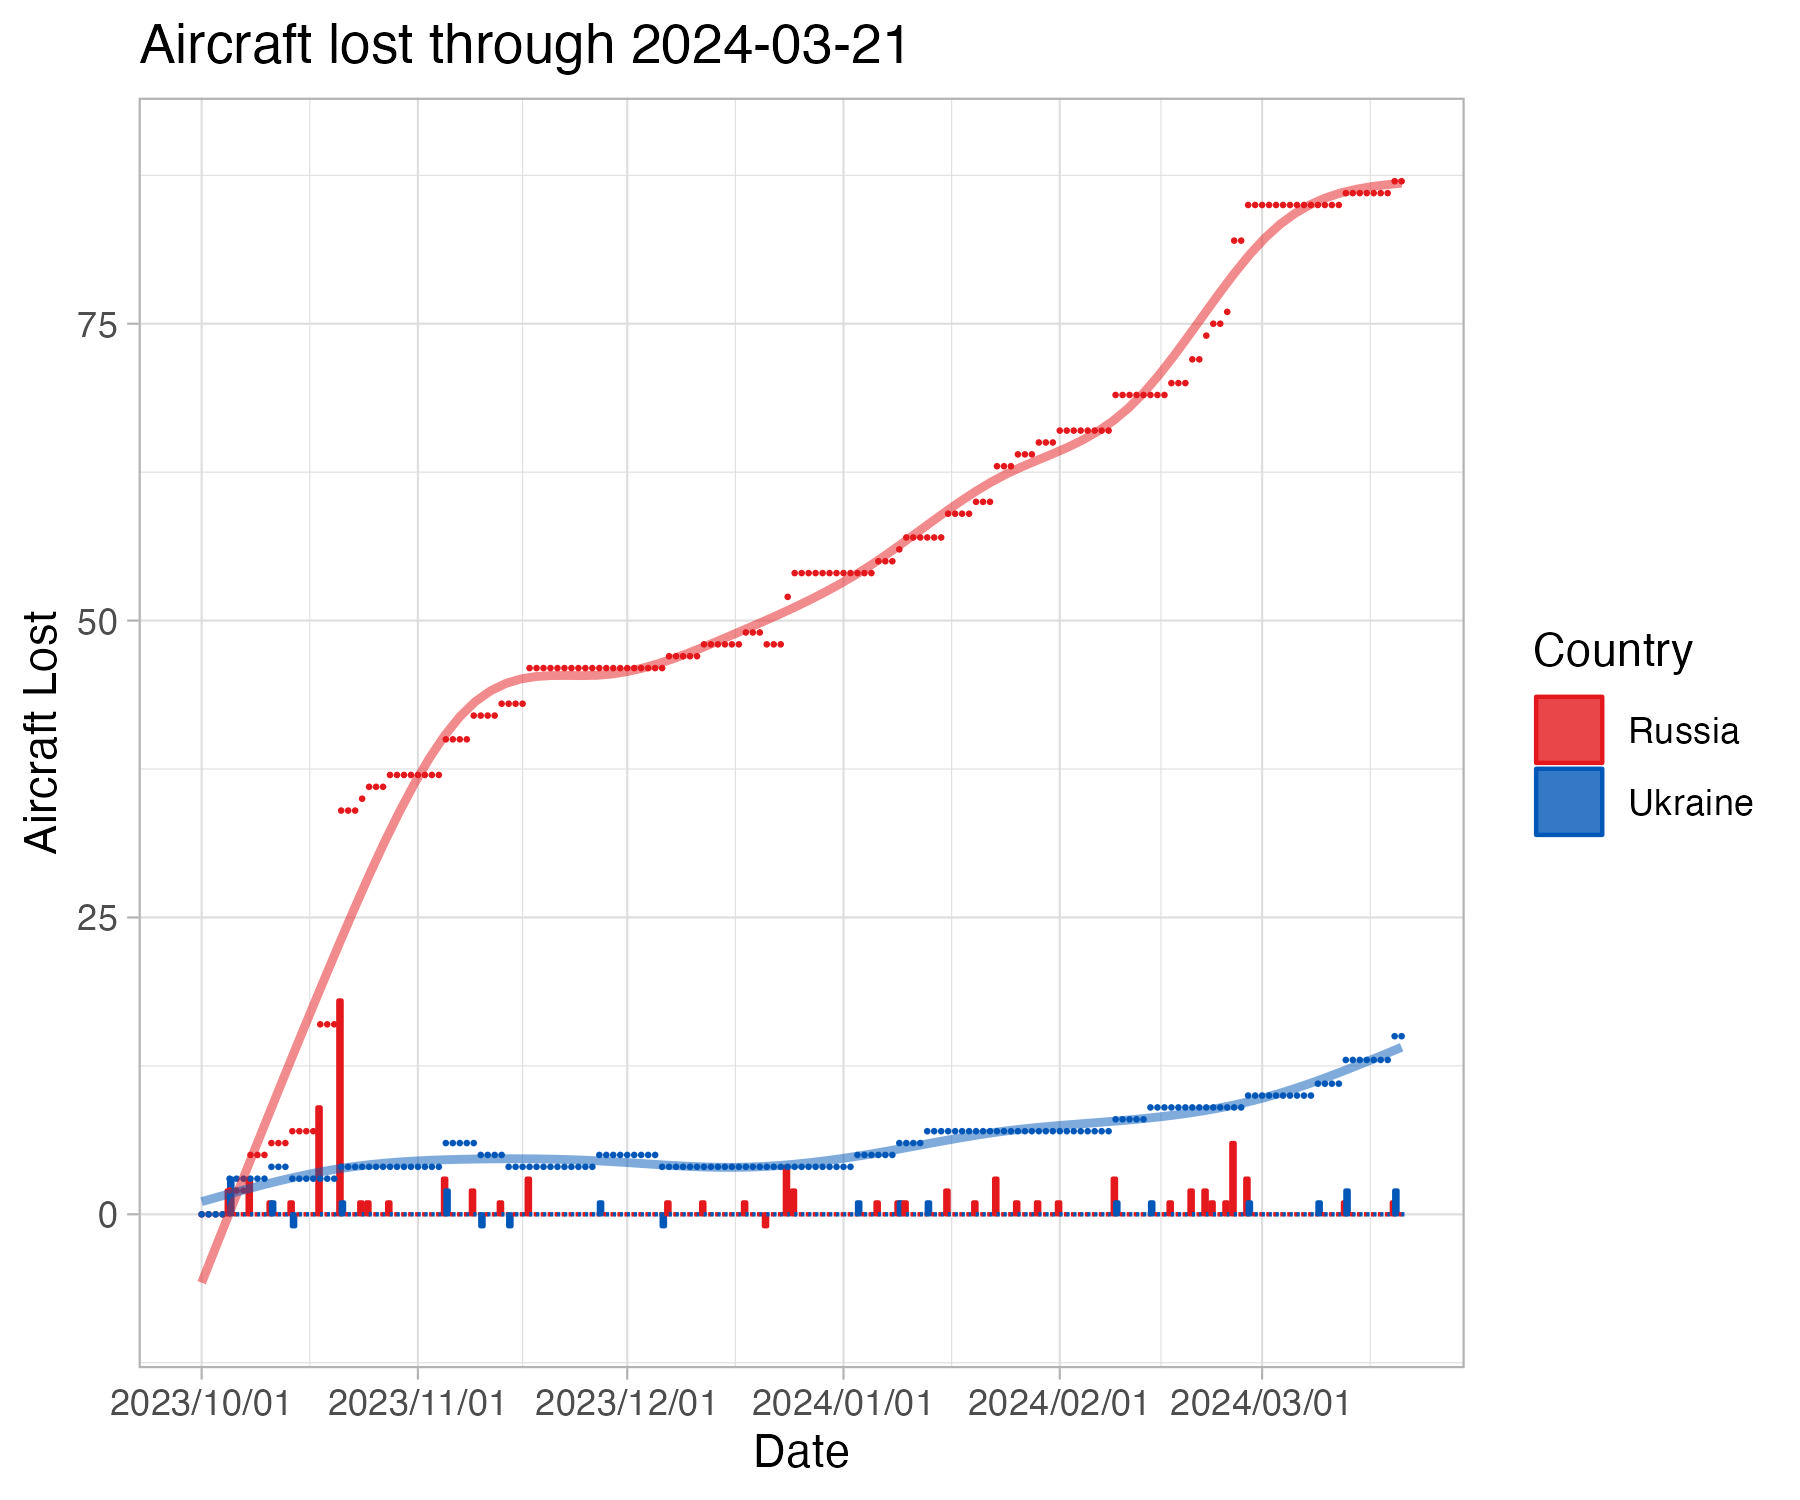 Aircraft lost through 2024-03-21
Aircraft Lost
75
50
25
0
2023/10/01 2023/11/01 2023/12/01 2024/01/01 2024/02/01 2024/03/01
Date
Country
Russia
Ukraine